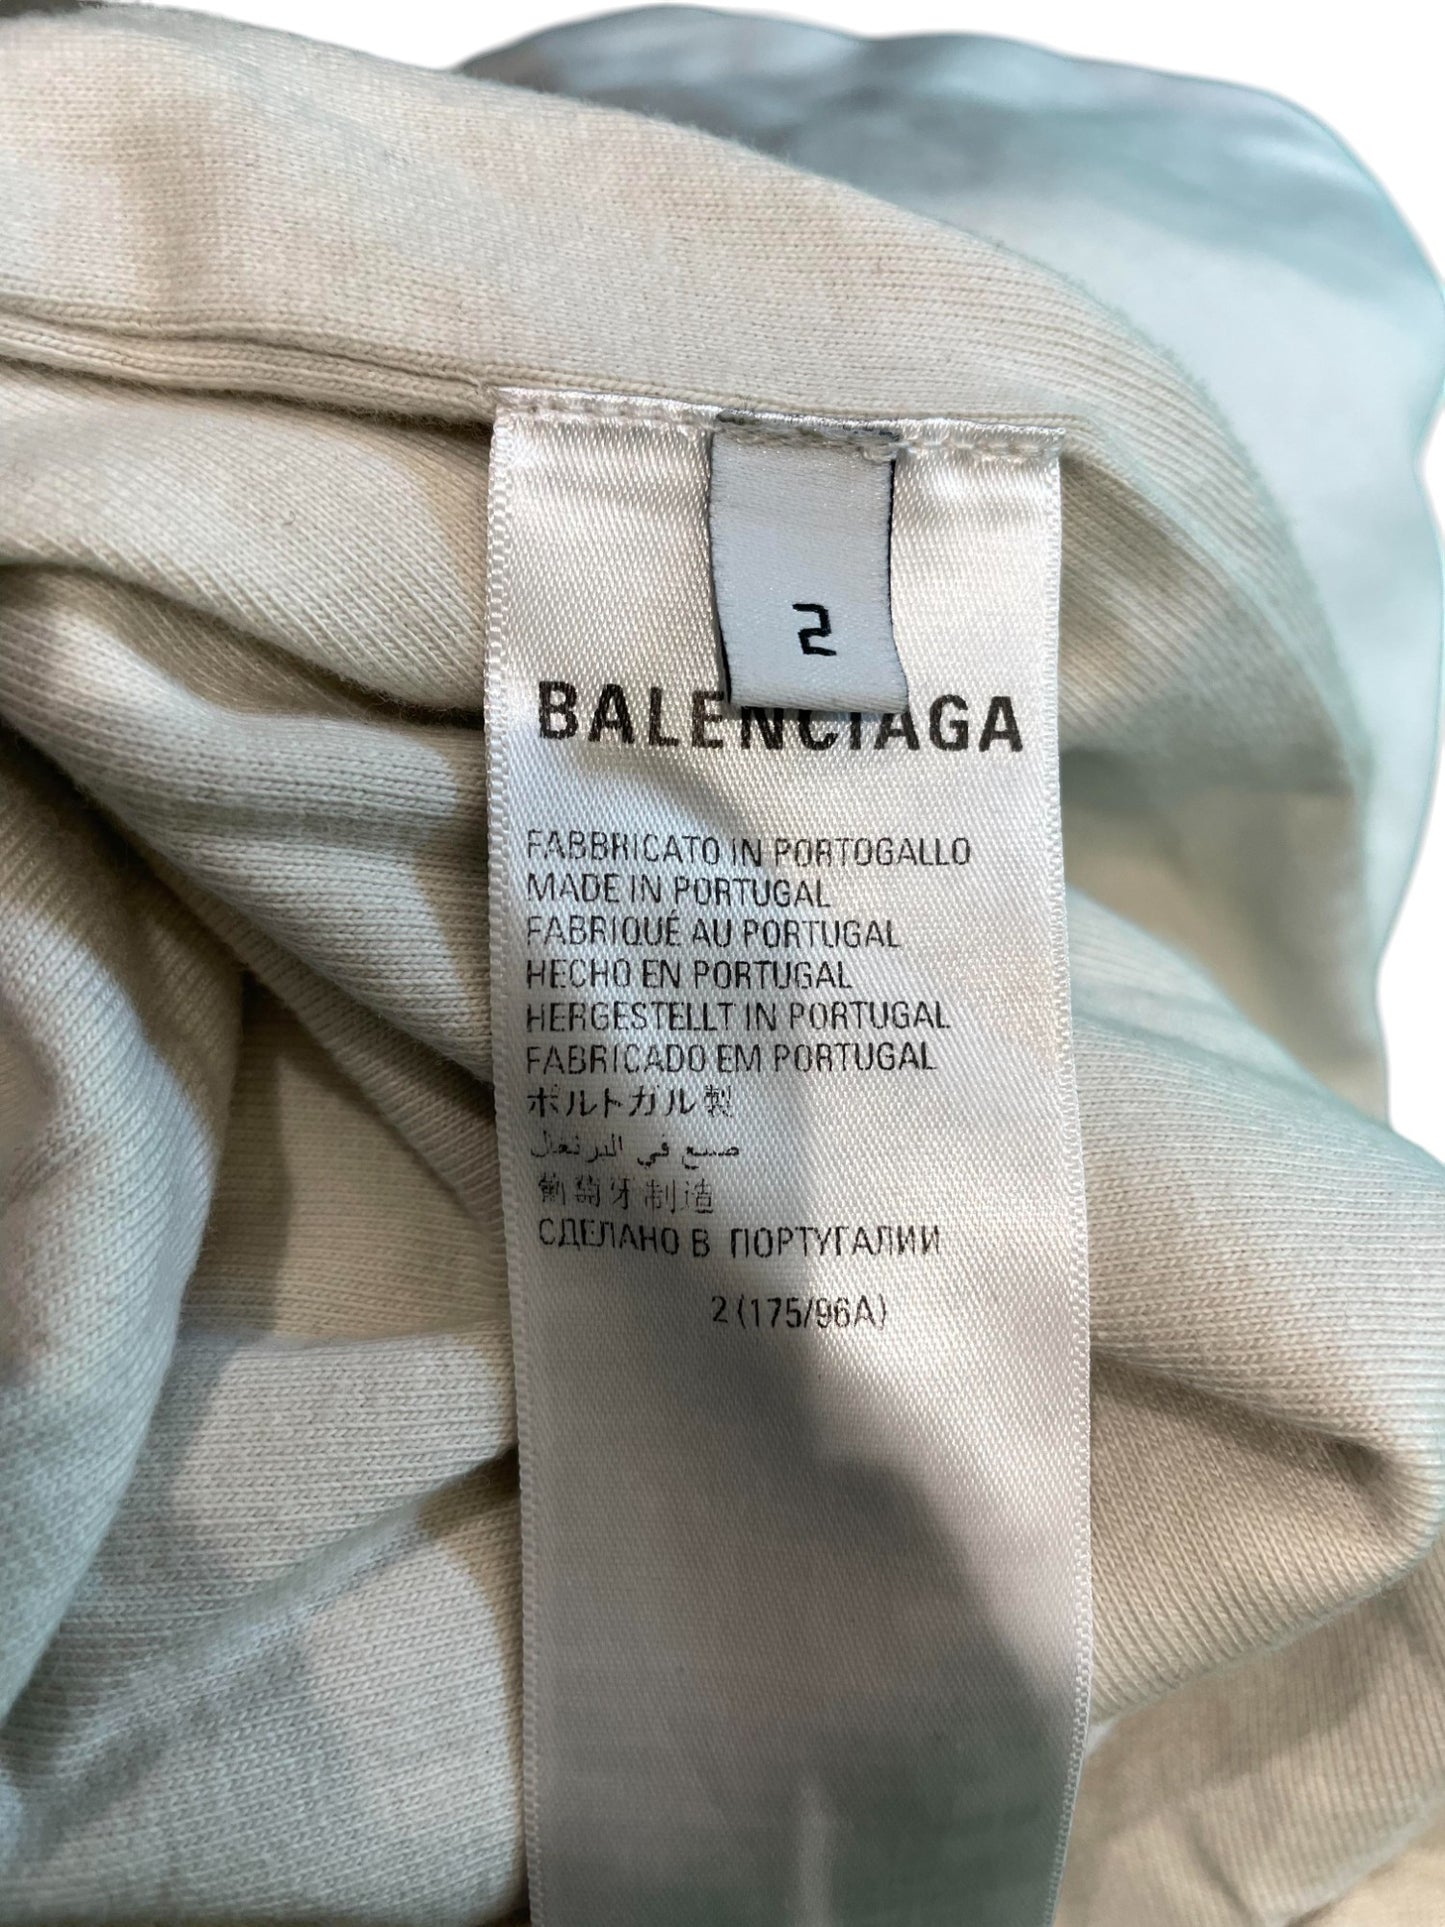 2
BALENCIAGA
FABBRICATO IN PORTOGALLO
MADE IN PORTUGAL
FABRIQUÉ AU PORTUGAL
HECHO EN PORTUGAL
HERGESTELLT IN PORTUGAL
FABRICADO EM PORTUGAL
ポルトガル製
صنع في البرتغال
葡萄牙制造
СДЕЛАНО В ПОРТУГАЛИИ
2 (175/96A)